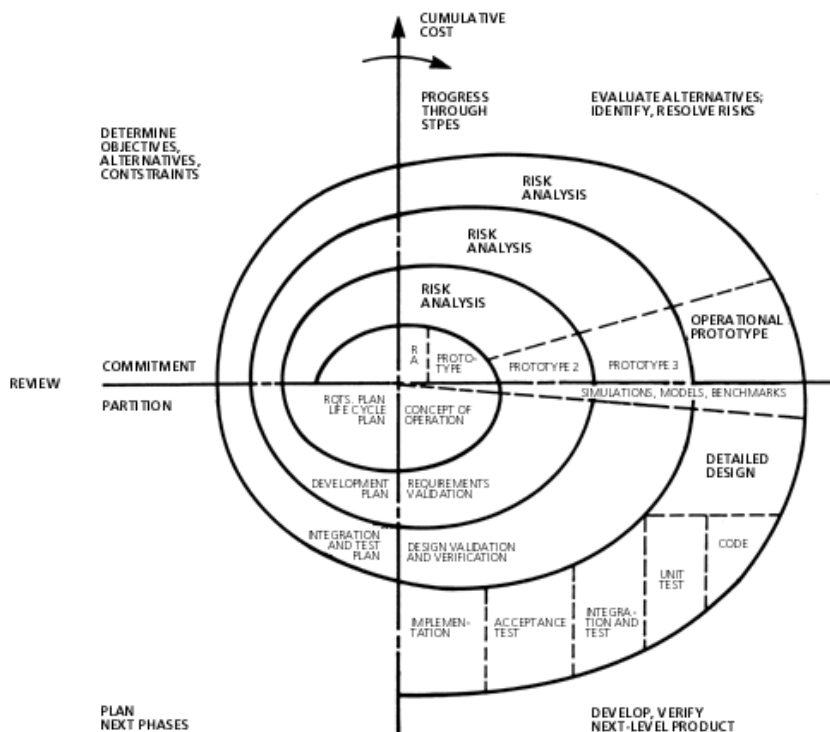 CUMULATIVE
COST
PROGRESS
THROUGH
STPES
EVALUATE ALTERNATIVES;
IDENTIFY, RESOLVE RISKS
DETERMINE
OBJECTIVES,
ALTERNATIVES,
CONTSTRAINTS
RISK
ANALYSIS
RISK
ANALYSIS
RISK
ANALYSIS
OPERATIONAL
PROTOTYPE
R
A
PROTO-
TYPE
PROTOTYPE 2
PROTOTYPE 3
COMMITMENT
REVIEW
PARTITION
SIMULATIONS, MODELS, BENCHMARKS
RQTS. PLAN
LIFE CYCLE
PLAN
CONCEPT OF
OPERATION
DETAILED
DESIGN
DEVELOPMENT
PLAN
REQUIREMENTS
VALIDATION
INTEGRATION
AND TEST
PLAN
DESIGN VALIDATION
AND VERIFICATION
CODE
UNIT
TEST
INTEGRA-
TION AND
TEST
ACCEPTANCE
TEST
IMPLEMEN-
TATION
PLAN
NEXT PHASES
DEVELOP, VERIFY
NEXT-LEVEL PRODUCT